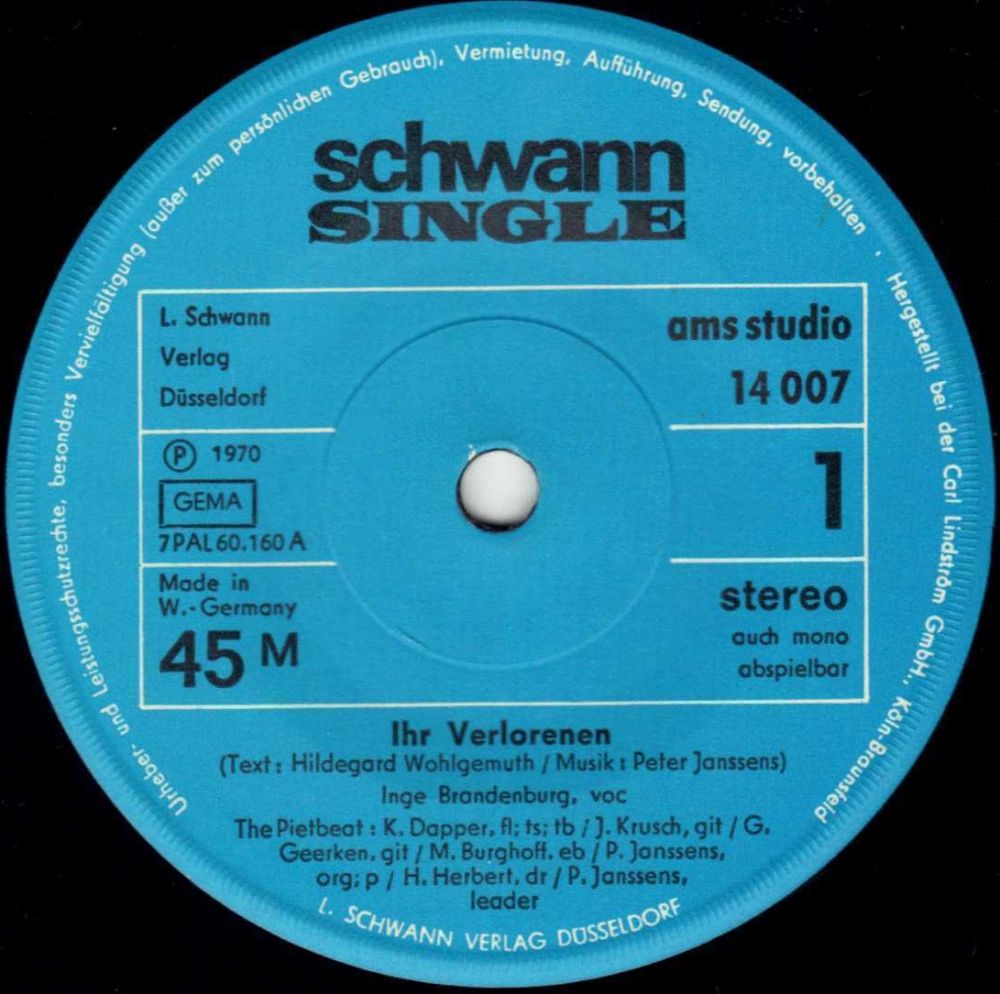 Urheber- und Leistungsschutzrechte, besonders Vervielfältigung (außer zum persönlichen Gebrauch), Vermietung, Aufführung, Sendung, vorbehalten . Hergestellt bei der Carl Lindström GmbH., Köln-Braunsfeld
schwann
SINGLE
L. Schwann
Verlag
Düsseldorf
ams studio
14 007
Ⓟ 1970
GEMA
7PAL60.160 A
1
Made in
W.-Germany
45 M
stereo
auch mono
abspielbar
Ihr Verlorenen
(Text: Hildegard Wohlgemuth / Musik: Peter Janssens)
Inge Brandenburg, voc
The Pietbeat: K. Dapper, fl; ts; tb / J. Krusch, git / G.
Geerken, git / M. Burghoff, eb / P. Janssens,
org; p / H. Herbert, dr / P. Janssens,
leader
L. SCHWANN VERLAG DÜSSELDORF